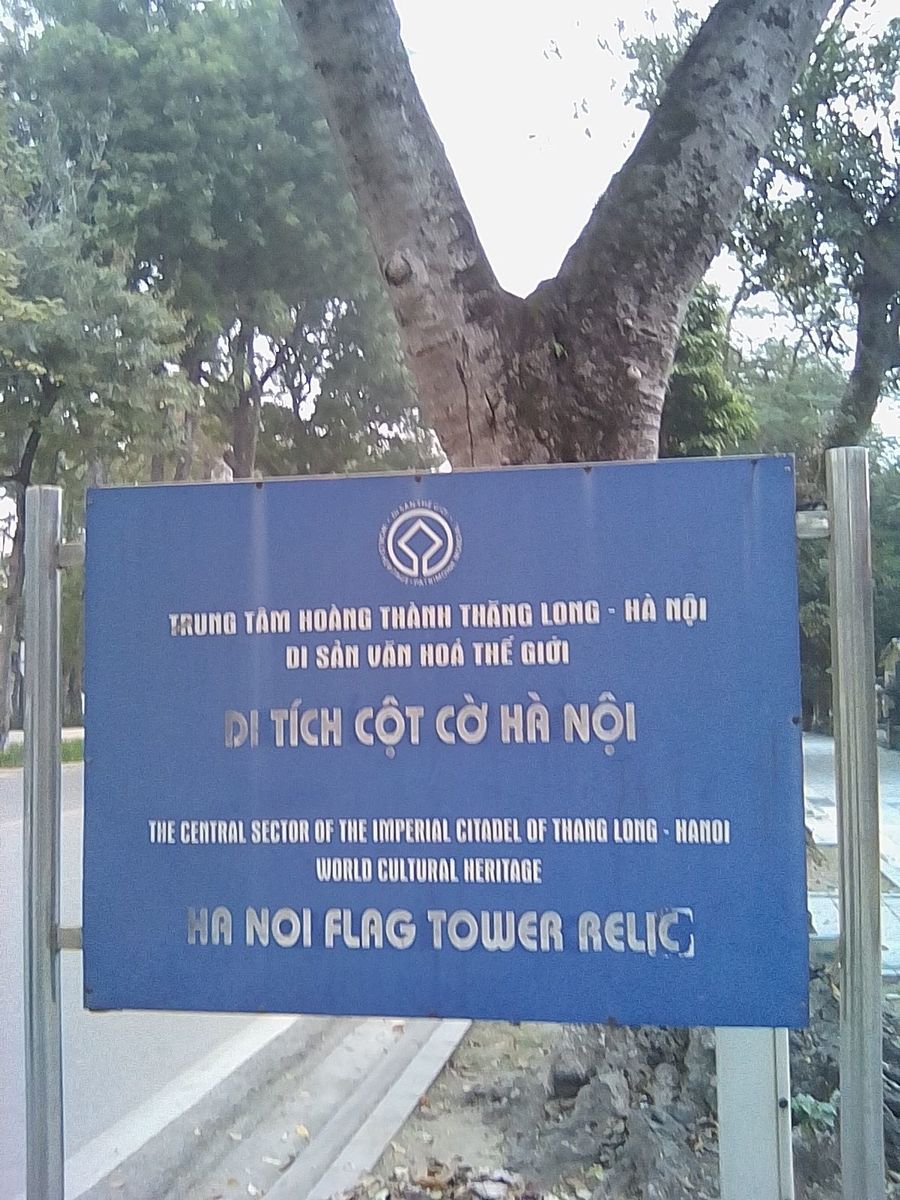 TRUNG TÂM HOÀNG THÀNH THĂNG LONG - HÀ NỘI
DI SẢN VĂN HOÁ THẾ GIỚI
DI TÍCH CỘT CỜ HÀ NỘI
THE CENTRAL SECTOR OF THE IMPERIAL CITADEL OF THANG LONG - HANOI
WORLD CULTURAL HERITAGE
HA NOI FLAG TOWER RELIC